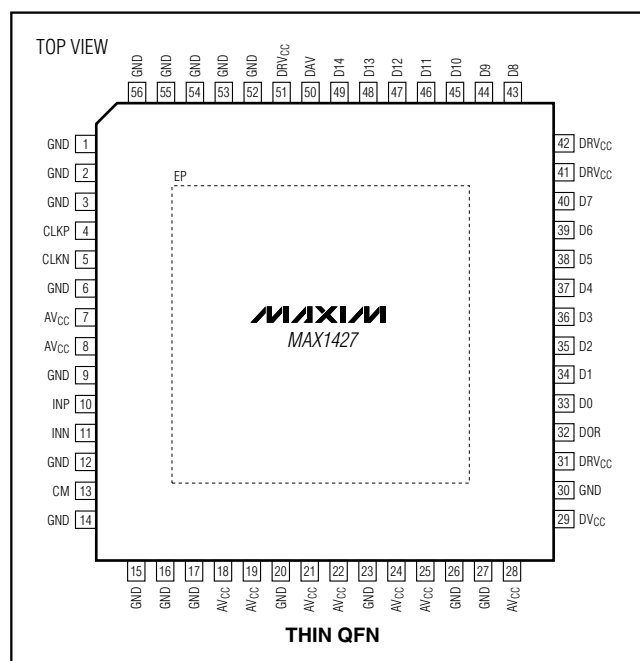 TOP VIEW
GND GND GND GND GND DRVCC DAV D14 D13 D12 D11 D10 D9 D8
56 55 54 53 52 51 50 49 48 47 46 45 44 43
GND 1
GND 2
GND 3
CLKP 4
CLKN 5
GND 6
AVCC 7
AVCC 8
GND 9
INP 10
INN 11
GND 12
CM 13
GND 14
EP
MAXIM
MAX1427
42 DRVCC
41 DRVCC
40 D7
39 D6
38 D5
37 D4
36 D3
35 D2
34 D1
33 D0
32 DOR
31 DRVCC
30 GND
29 DVCC
15 16 17 18 19 20 21 22 23 24 25 26 27 28
GND GND GND AVCC AVCC GND AVCC AVCC GND AVCC AVCC GND GND AVCC
THIN QFN